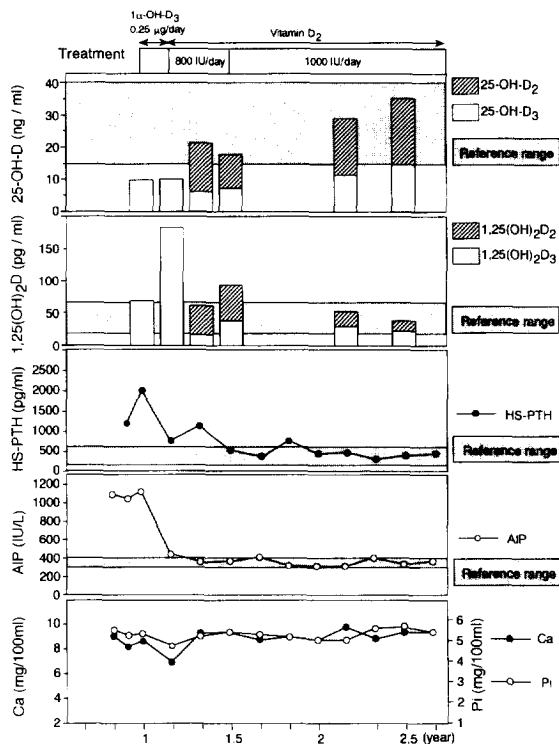 1α-OH-D3
0.25 μg/day
Vitamin D2
Treatment
800 IU/day
1000 IU/day
25-OH-D (ng / ml)
40
30
20
10
0
25-OH-D2
25-OH-D3
Reference range
1,25(OH)2D (pg / ml)
150
100
50
0
1,25(OH)2D2
1,25(OH)2D3
Reference range
HS-PTH (pg/ml)
2500
2000
1500
1000
500
0
HS-PTH
Reference range
AlP (IU/L)
1200
1000
800
600
400
200
0
AlP
Reference range
Ca (mg/100ml)
10
8
6
4
2
Pi (mg/100ml)
6
5
4
3
2
1
Ca
Pi
1
1.5
2
2.5 (year)